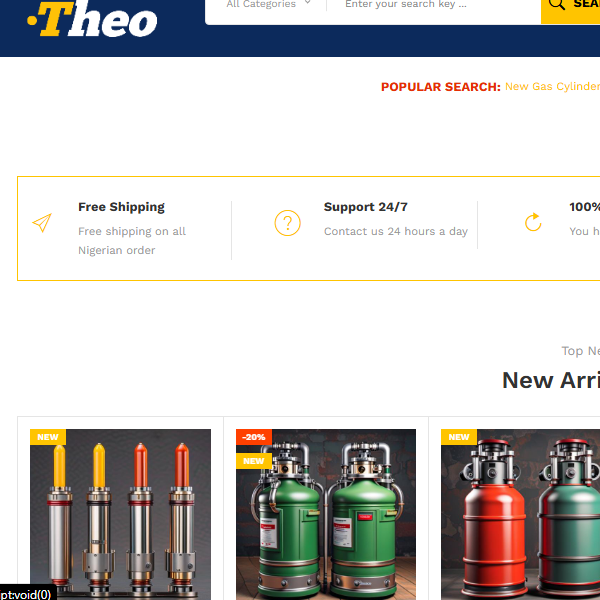 Theo
All Categories
Enter your search key ...
POPULAR SEARCH: New Gas Cylinder
Free Shipping
Free shipping on all
Nigerian order
Support 24/7
Contact us 24 hours a day
100%
You h
Top Ne
New Arri
NEW
-20%
NEW
NEW
pt:void(0)